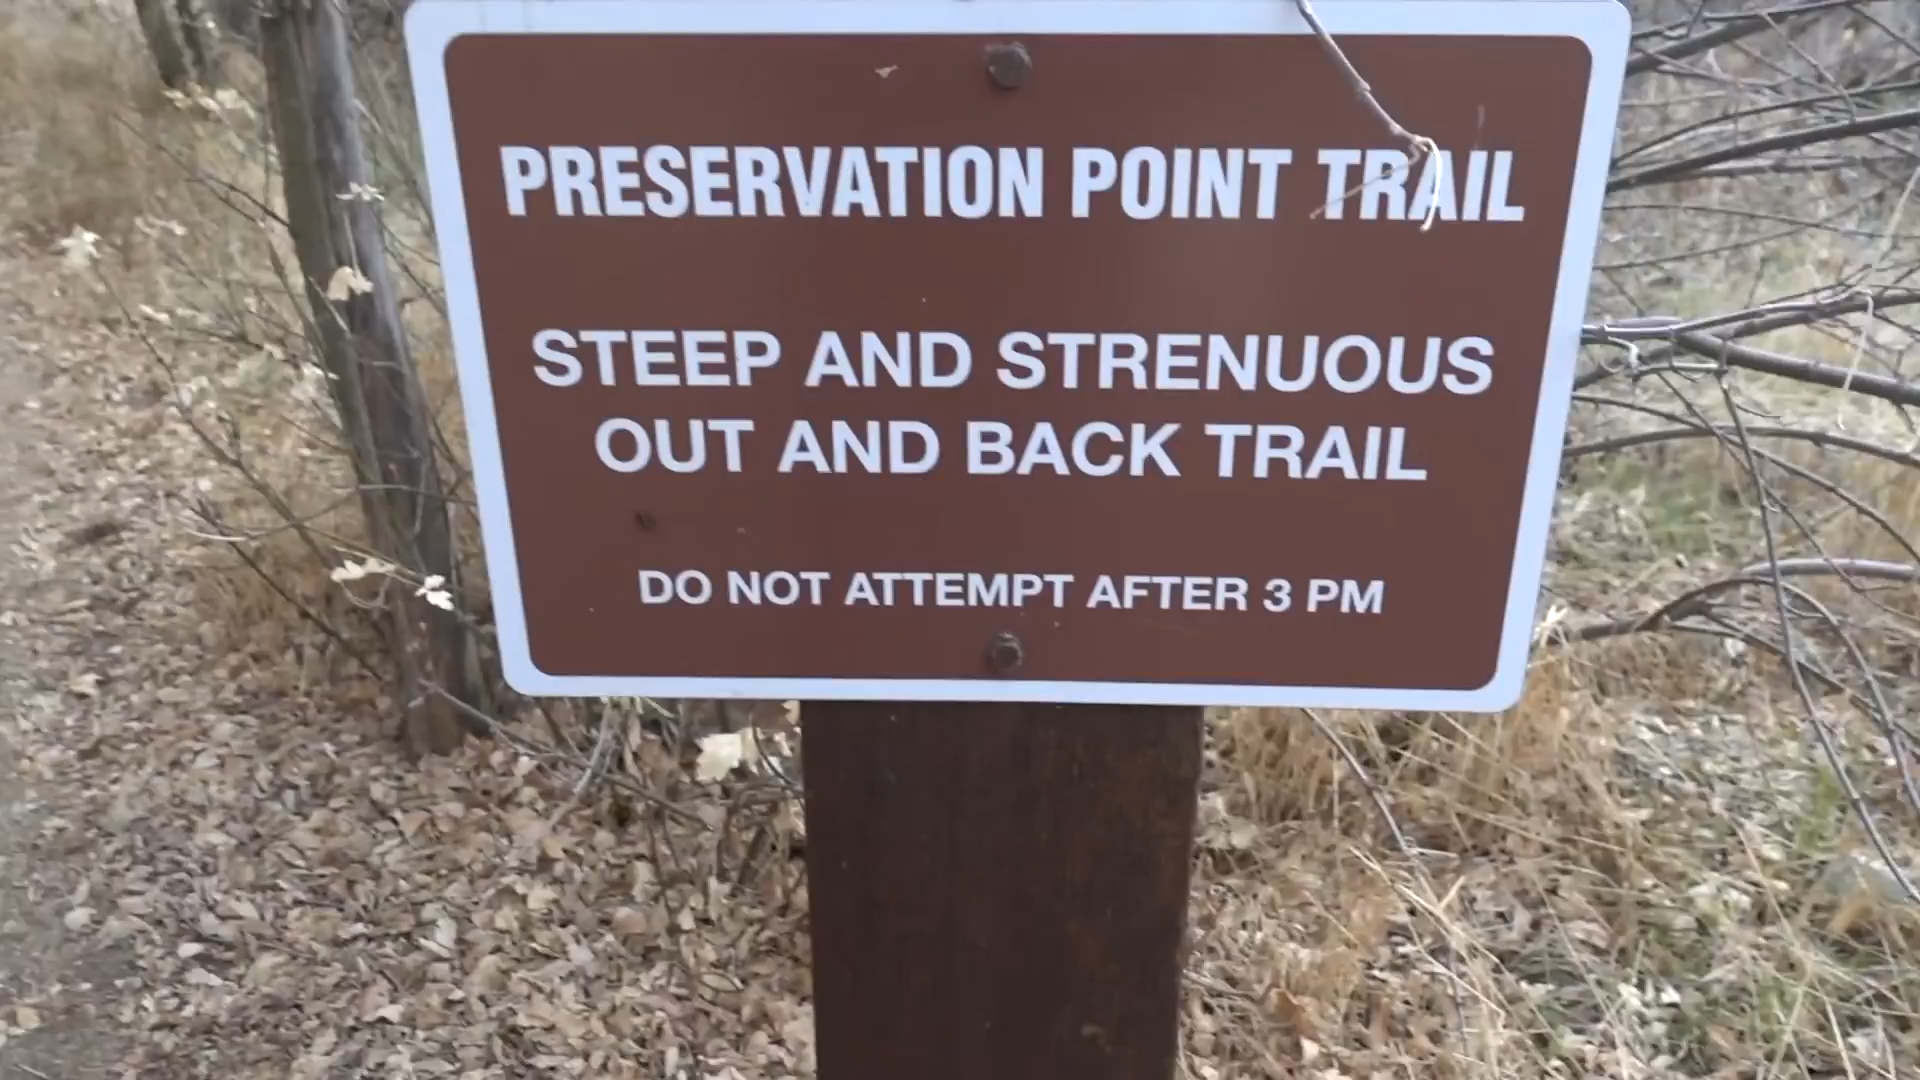 PRESERVATION POINT TRAIL
STEEP AND STRENUOUS
OUT AND BACK TRAIL
DO NOT ATTEMPT AFTER 3 PM